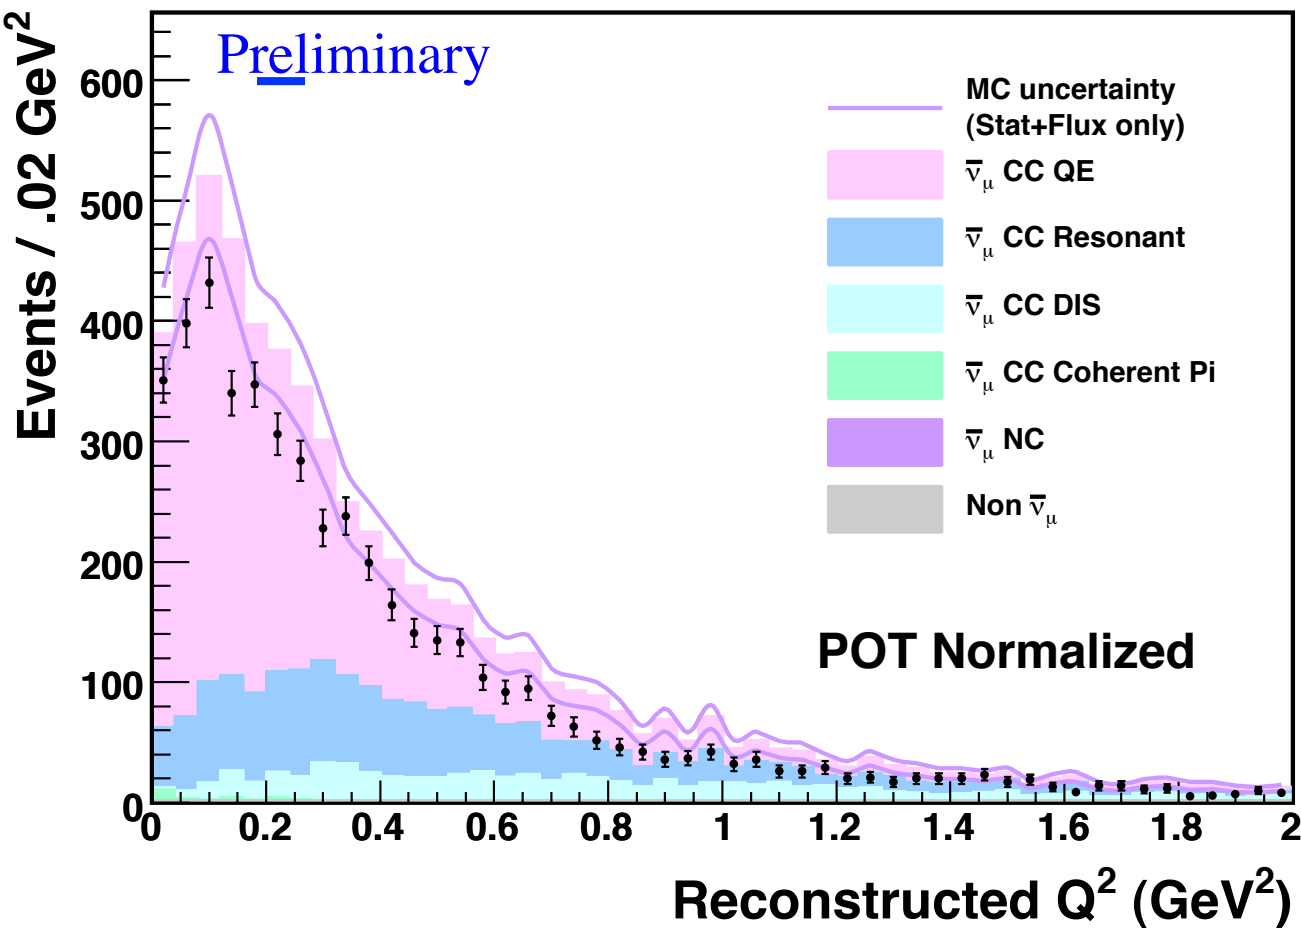 Preliminary
Events / .02 GeV²
600
500
400
300
200
100
0
MC uncertainty
(Stat+Flux only)
ν̅μ CC QE
ν̅μ CC Resonant
ν̅μ CC DIS
ν̅μ CC Coherent Pi
ν̅μ NC
Non ν̅μ
POT Normalized
0 0.2 0.4 0.6 0.8 1 1.2 1.4 1.6 1.8 2
Reconstructed Q² (GeV²)